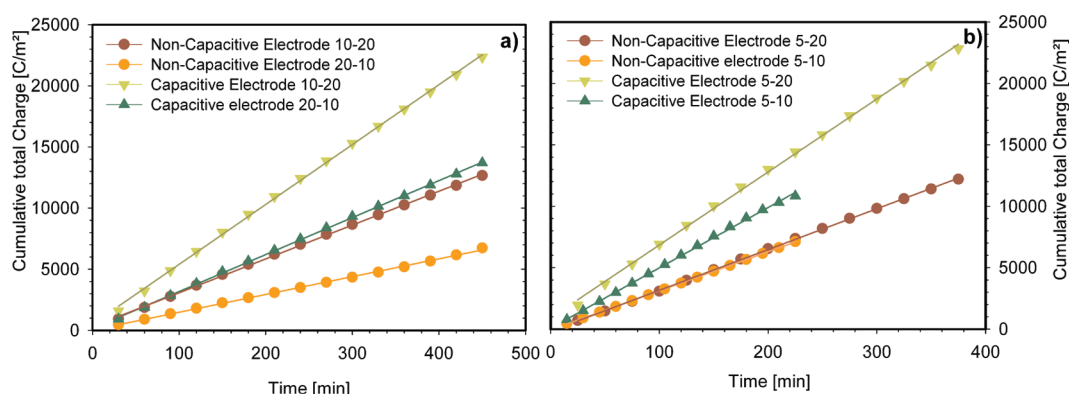 25000
20000
15000
10000
5000
0
Cumulative total Charge [C/m²]
a)
Non-Capacitive Electrode 10-20
Non-Capacitive electrode 20-10
Capacitive Electrode 10-20
Capacitive electrode 20-10
0 100 200 300 400 500
Time [min]
b)
Non-Capacitive Electrode 5-20
Non-Capacitive electrode 5-10
Capacitive Electrode 5-20
Capacitive Electrode 5-10
0 100 200 300 400
Time [min]
25000
20000
15000
10000
5000
0
Cumulative total Charge [C/m²]